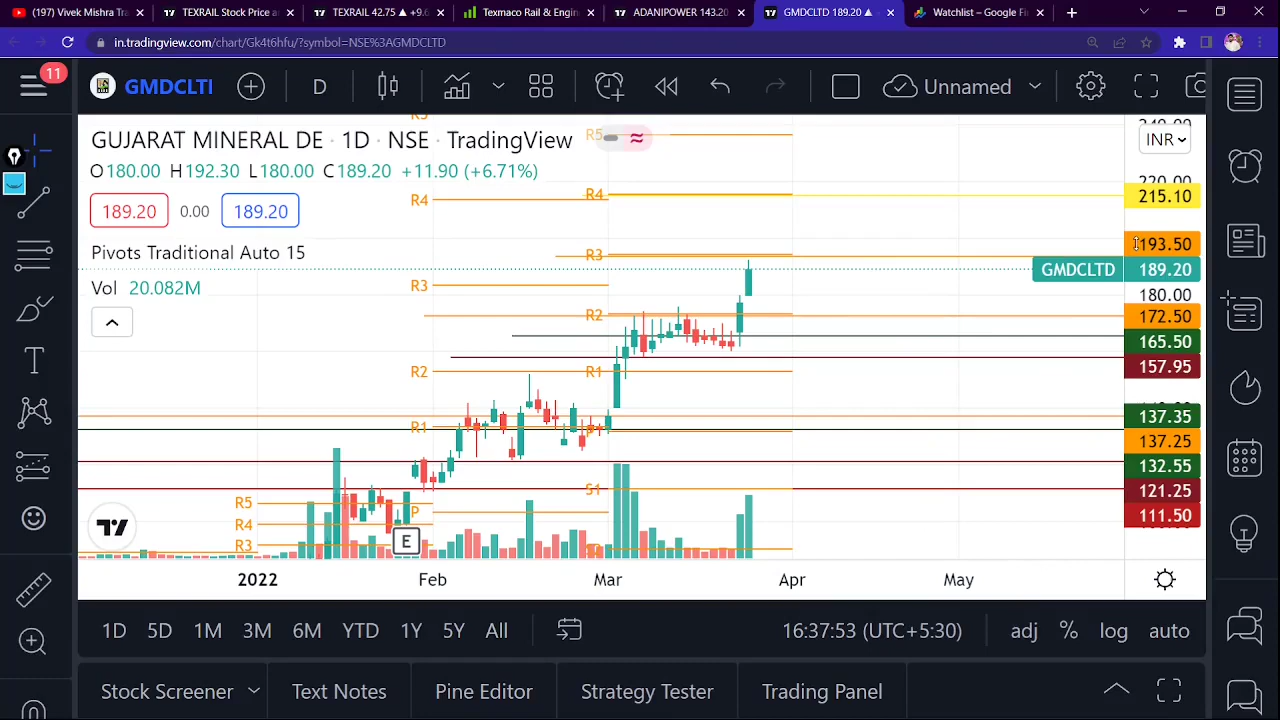 (197) Vivek Mishra Tra
TEXRAIL Stock Price a
TEXRAIL 42.75 ▲ +9.6
Texmaco Rail & Engin
ADANIPOWER 143.20
GMDCLTD 189.20 ▲
Watchlist – Google Fi
in.tradingview.com/chart/Gk4t6hfu/?symbol=NSE%3AGMDCLTD
11
GMDCLTI
D
Unnamed
GUJARAT MINERAL DE · 1D · NSE · TradingView
INR
O180.00 H192.30 L180.00 C189.20 +11.90 (+6.71%)
189.20
0.00
189.20
Pivots Traditional Auto 15
Vol 20.082M
R5
R4
R3
R4
R3
R2
R2
R1
R1
R5
P
S1
R4
R3
E
220.00
215.10
193.50
GMDCLTD 189.20
180.00
172.50
165.50
157.95
137.35
137.25
132.55
121.25
111.50
2022
Feb
Mar
Apr
May
1D 5D 1M 3M 6M YTD 1Y 5Y All
16:37:53 (UTC+5:30)
adj % log auto
Stock Screener
Text Notes
Pine Editor
Strategy Tester
Trading Panel